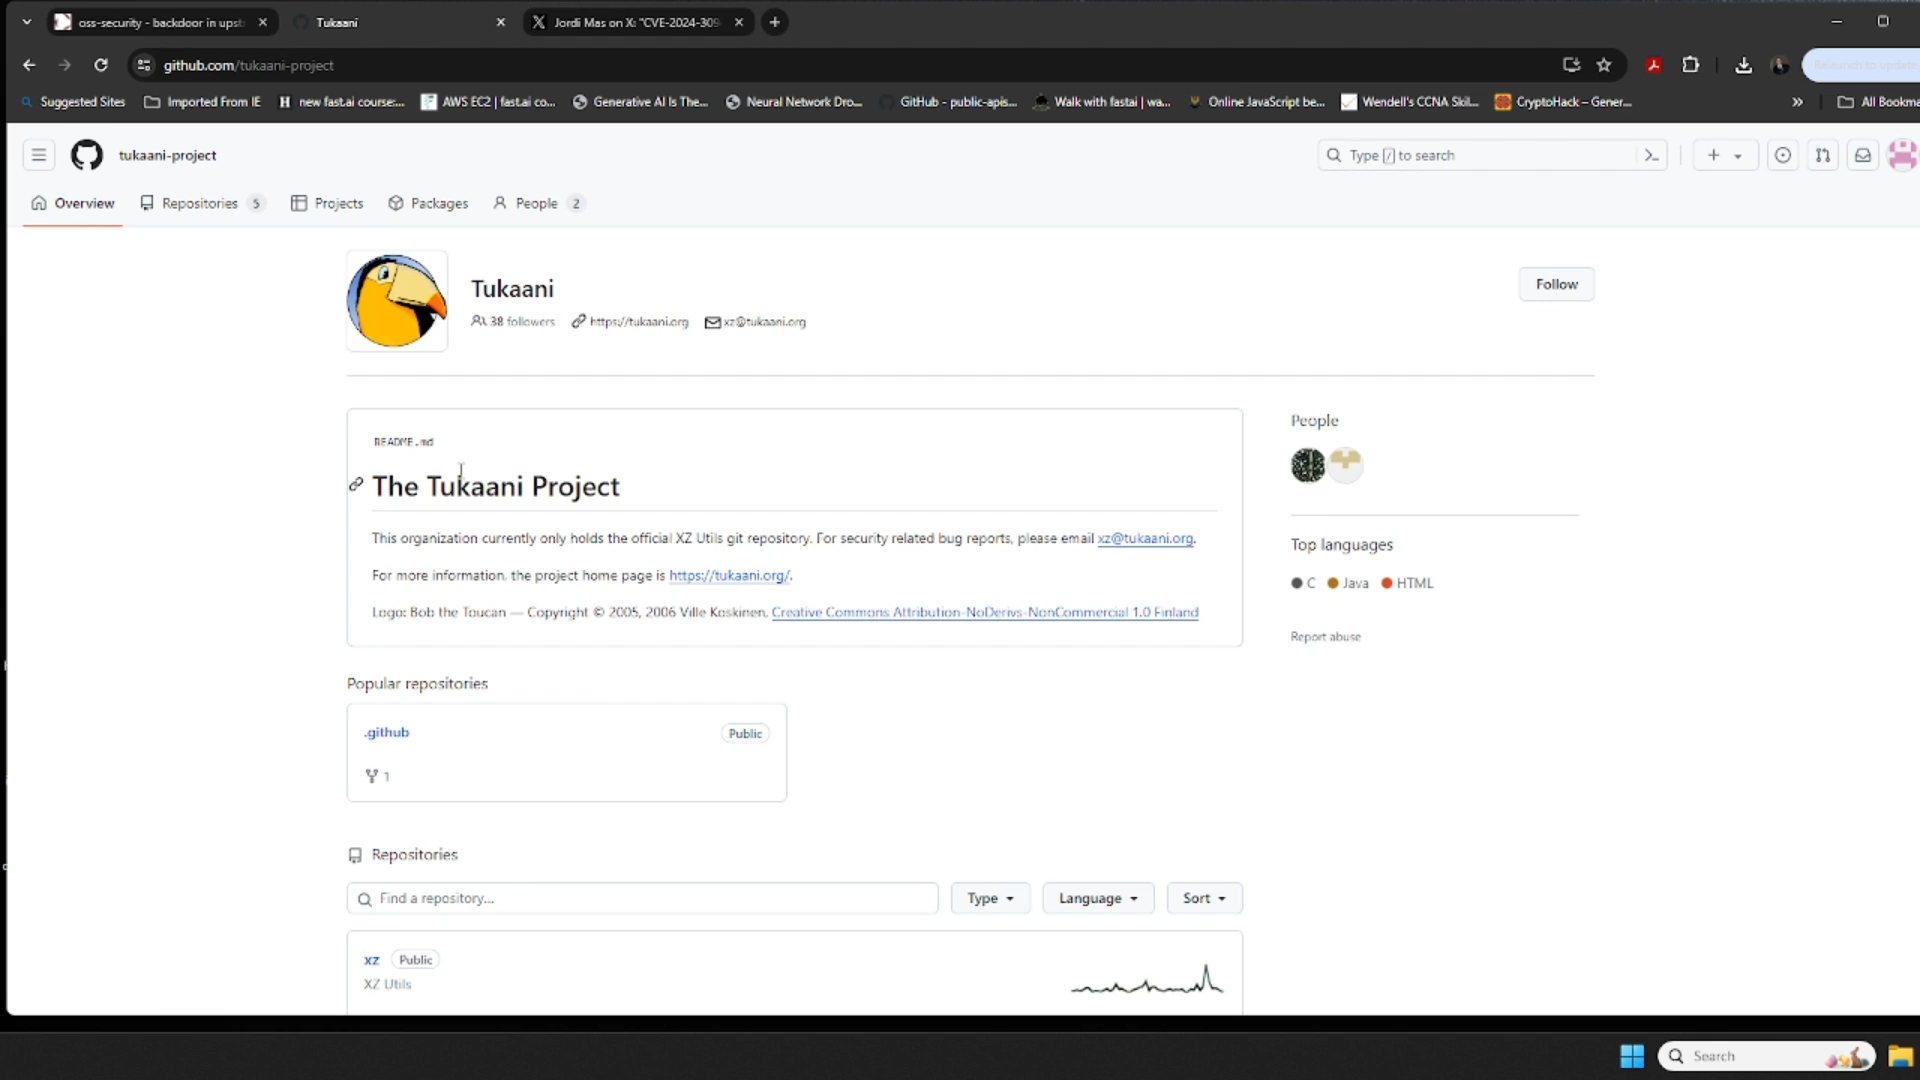 oss-security - backdoor in upst
Tukaani
Jordi Mas on X: "CVE-2024-309
github.com/tukaani-project
Suggested Sites
Imported From IE
new fast.ai course:...
AWS EC2 | fast.ai co...
Generative AI Is The...
Neural Network Dro...
GitHub - public-apis...
Walk with fastai | wa...
Online JavaScript be...
Wendell's CCNA Skil...
CryptoHack – Gener...
»
All Bookma
tukaani-project
Type / to search
Overview
Repositories 5
Projects
Packages
People 2
Tukaani
38 followers
https://tukaani.org
xz@tukaani.org
Follow
README.md
The Tukaani Project
This organization currently only holds the official XZ Utils git repository. For security related bug reports, please email xz@tukaani.org.
For more information, the project home page is https://tukaani.org/.
Logo: Bob the Toucan — Copyright © 2005, 2006 Ville Koskinen, Creative Commons Attribution-NoDerivs-NonCommercial 1.0 Finland
People
Top languages
C Java HTML
Report abuse
Popular repositories
.github
Public
1
Repositories
Find a repository...
Type
Language
Sort
xz Public
XZ Utils
Search